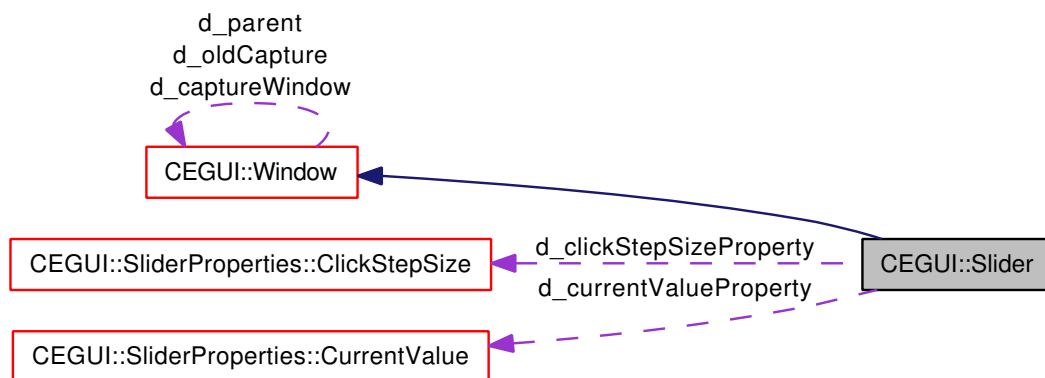 d_parent
d_oldCapture
d_captureWindow
CEGUI::Window
CEGUI::SliderProperties::ClickStepSize
d_clickStepSizeProperty
CEGUI::Slider
d_currentValueProperty
CEGUI::SliderProperties::CurrentValue